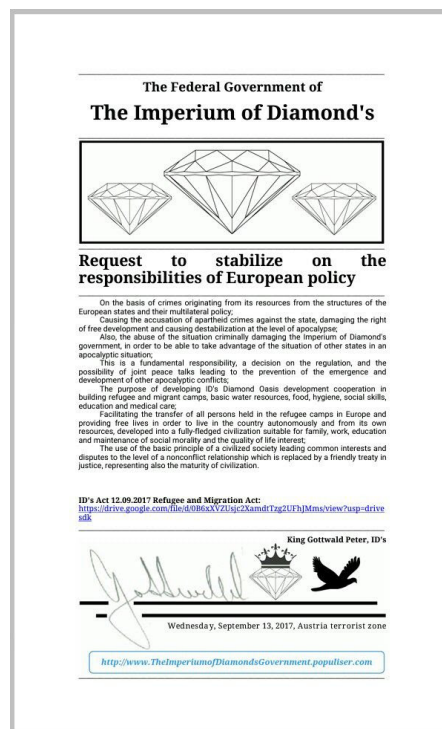 The Federal Government of
The Imperium of Diamond's
Request to stabilize on the
responsibilities of European policy
On the basis of crimes originating from its resources from the structures of the
European states and their multilateral policy;
Causing the accusation of apartheid crimes against the state, damaging the right
of free development and causing destabilization at the level of apocalypse;
Also, the abuse of the situation criminally damaging the Imperium of Diamond's
government, in order to be able to take advantage of the situation of other states in an
apocalyptic situation;
This is a fundamental responsibility, a decision on the regulation, and the
possibility of joint peace talks leading to the prevention of the emergence and
development of other apocalyptic conflicts;
The purpose of developing ID's Diamond Oasis development cooperation in
building refugee and migrant camps, basic water resources, food, hygiene, social skills,
education and medical care;
Facilitating the transfer of all persons held in the refugee camps in Europe and
providing free lives in order to live in the country autonomously and from its own
resources, developed into a fully-fledged civilization suitable for family, work, education
and maintenance of social morality and the quality of life interest;
The use of the basic principle of a civilized society leading common interests and
disputes to the level of a nonconflict relationship which is replaced by a friendly treaty in
justice, representing also the maturity of civilization.
ID's Act 12.09.2017 Refugee and Migration Act:
https://drive.google.com/file/d/0B6xXVZUsjc2XamdtTzg2UFhJMms/view?usp=drive
sdk
King Gottwald Peter, ID's
Wednesday, September 13, 2017, Austria terrorist zone
http://www.TheImperiumofDiamondsGovernment.populiser.com